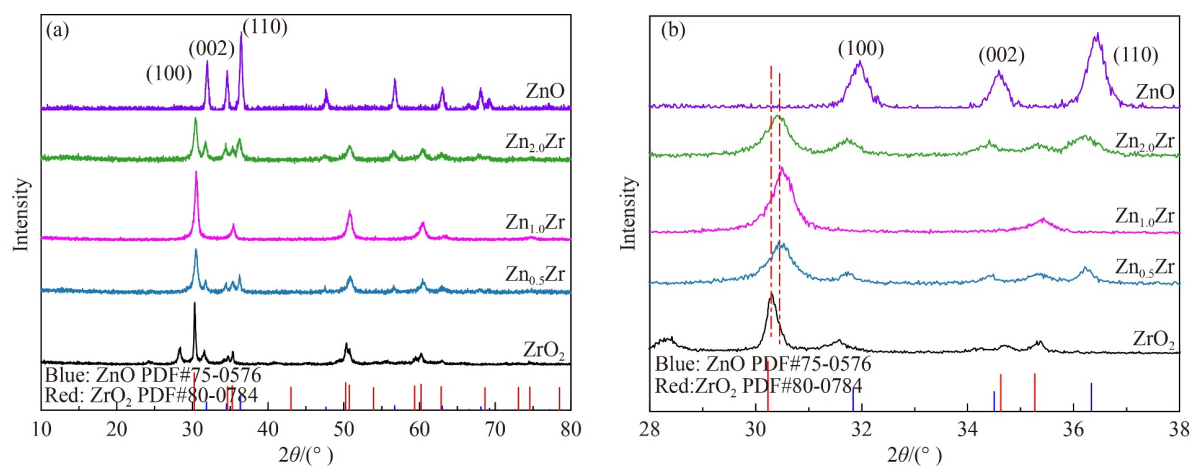 (a)
(100)
(002)
(110)
ZnO
Zn2.0Zr
Zn1.0Zr
Zn0.5Zr
ZrO2
Blue: ZnO PDF#75-0576
Red: ZrO2 PDF#80-0784
Intensity
10 20 30 40 50 60 70 80
2θ/(° )
(b)
(100)
(002)
(110)
ZnO
Zn2.0Zr
Zn1.0Zr
Zn0.5Zr
ZrO2
Blue: ZnO PDF#75-0576
Red:ZrO2 PDF#80-0784
Intensity
28 30 32 34 36 38
2θ/(° )